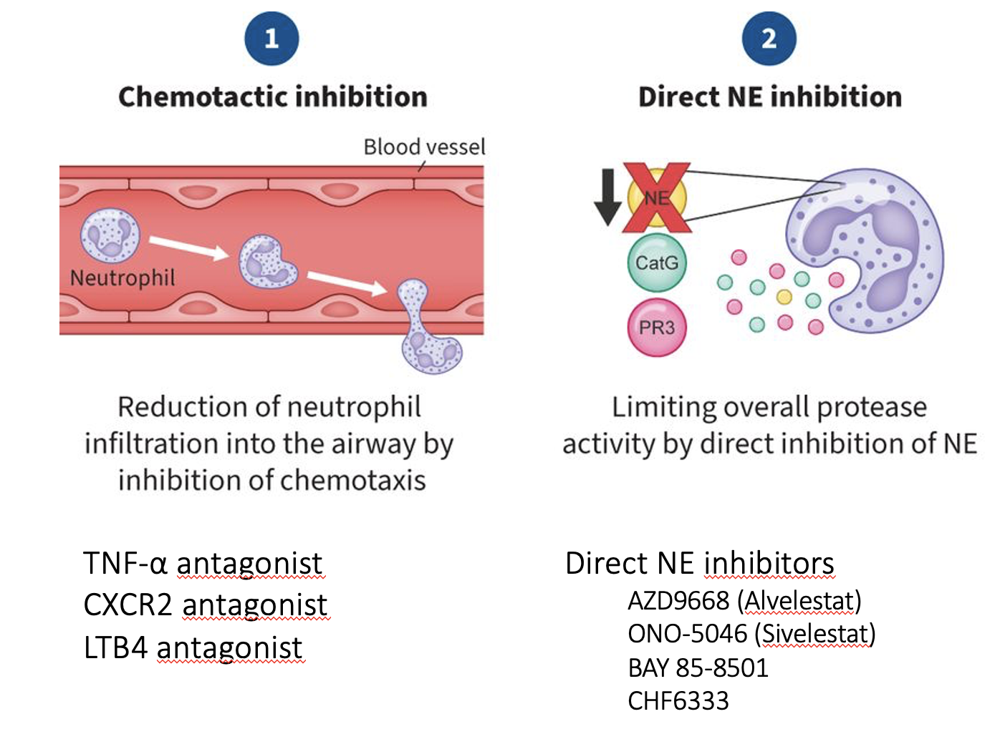 1
Chemotactic inhibition
Blood vessel
Neutrophil
Reduction of neutrophil
infiltration into the airway by
inhibition of chemotaxis
TNF-α antagonist
CXCR2 antagonist
LTB4 antagonist
2
Direct NE inhibition
NE
CatG
PR3
Limiting overall protease
activity by direct inhibition of NE
Direct NE inhibitors
AZD9668 (Alvelestat)
ONO-5046 (Sivelestat)
BAY 85-8501
CHF6333